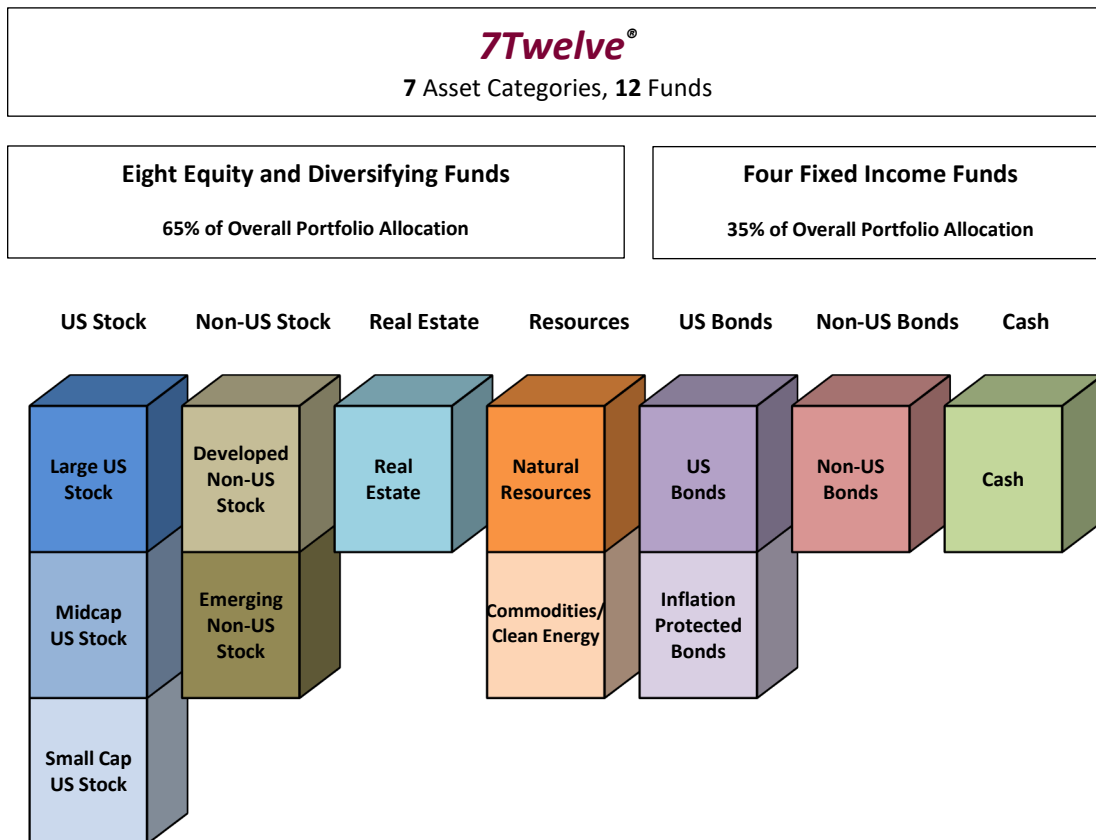 7Twelve®
7 Asset Categories, 12 Funds
Eight Equity and Diversifying Funds
65% of Overall Portfolio Allocation
Four Fixed Income Funds
35% of Overall Portfolio Allocation
US Stock
Non-US Stock
Real Estate
Resources
US Bonds
Non-US Bonds
Cash
Large US
Stock
Developed
Non-US
Stock
Real
Estate
Natural
Resources
US
Bonds
Non-US
Bonds
Cash
Midcap
US Stock
Emerging
Non-US
Stock
Commodities/
Clean Energy
Inflation
Protected
Bonds
Small Cap
US Stock